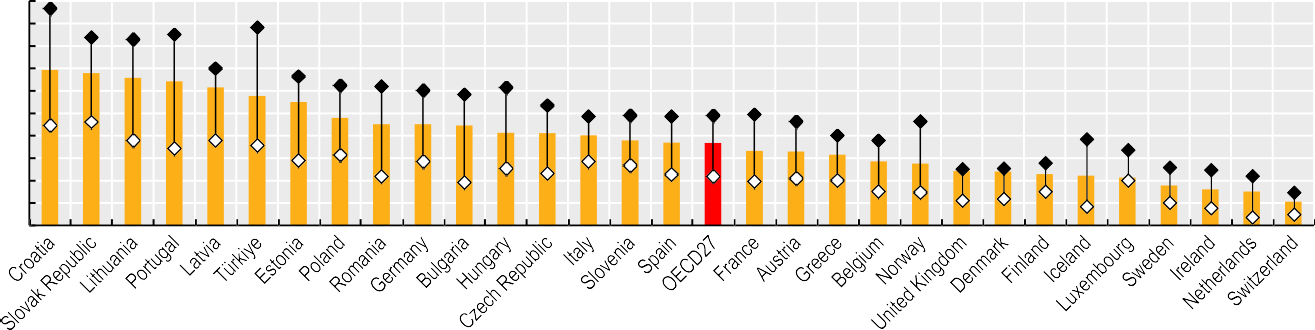 Croatia
Slovak Republic
Lithuania
Portugal
Latvia
Türkiye
Estonia
Poland
Romania
Germany
Bulgaria
Hungary
Czech Republic
Italy
Slovenia
Spain
OECD27
France
Austria
Greece
Belgium
Norway
United Kingdom
Denmark
Finland
Iceland
Luxembourg
Sweden
Ireland
Netherlands
Switzerland